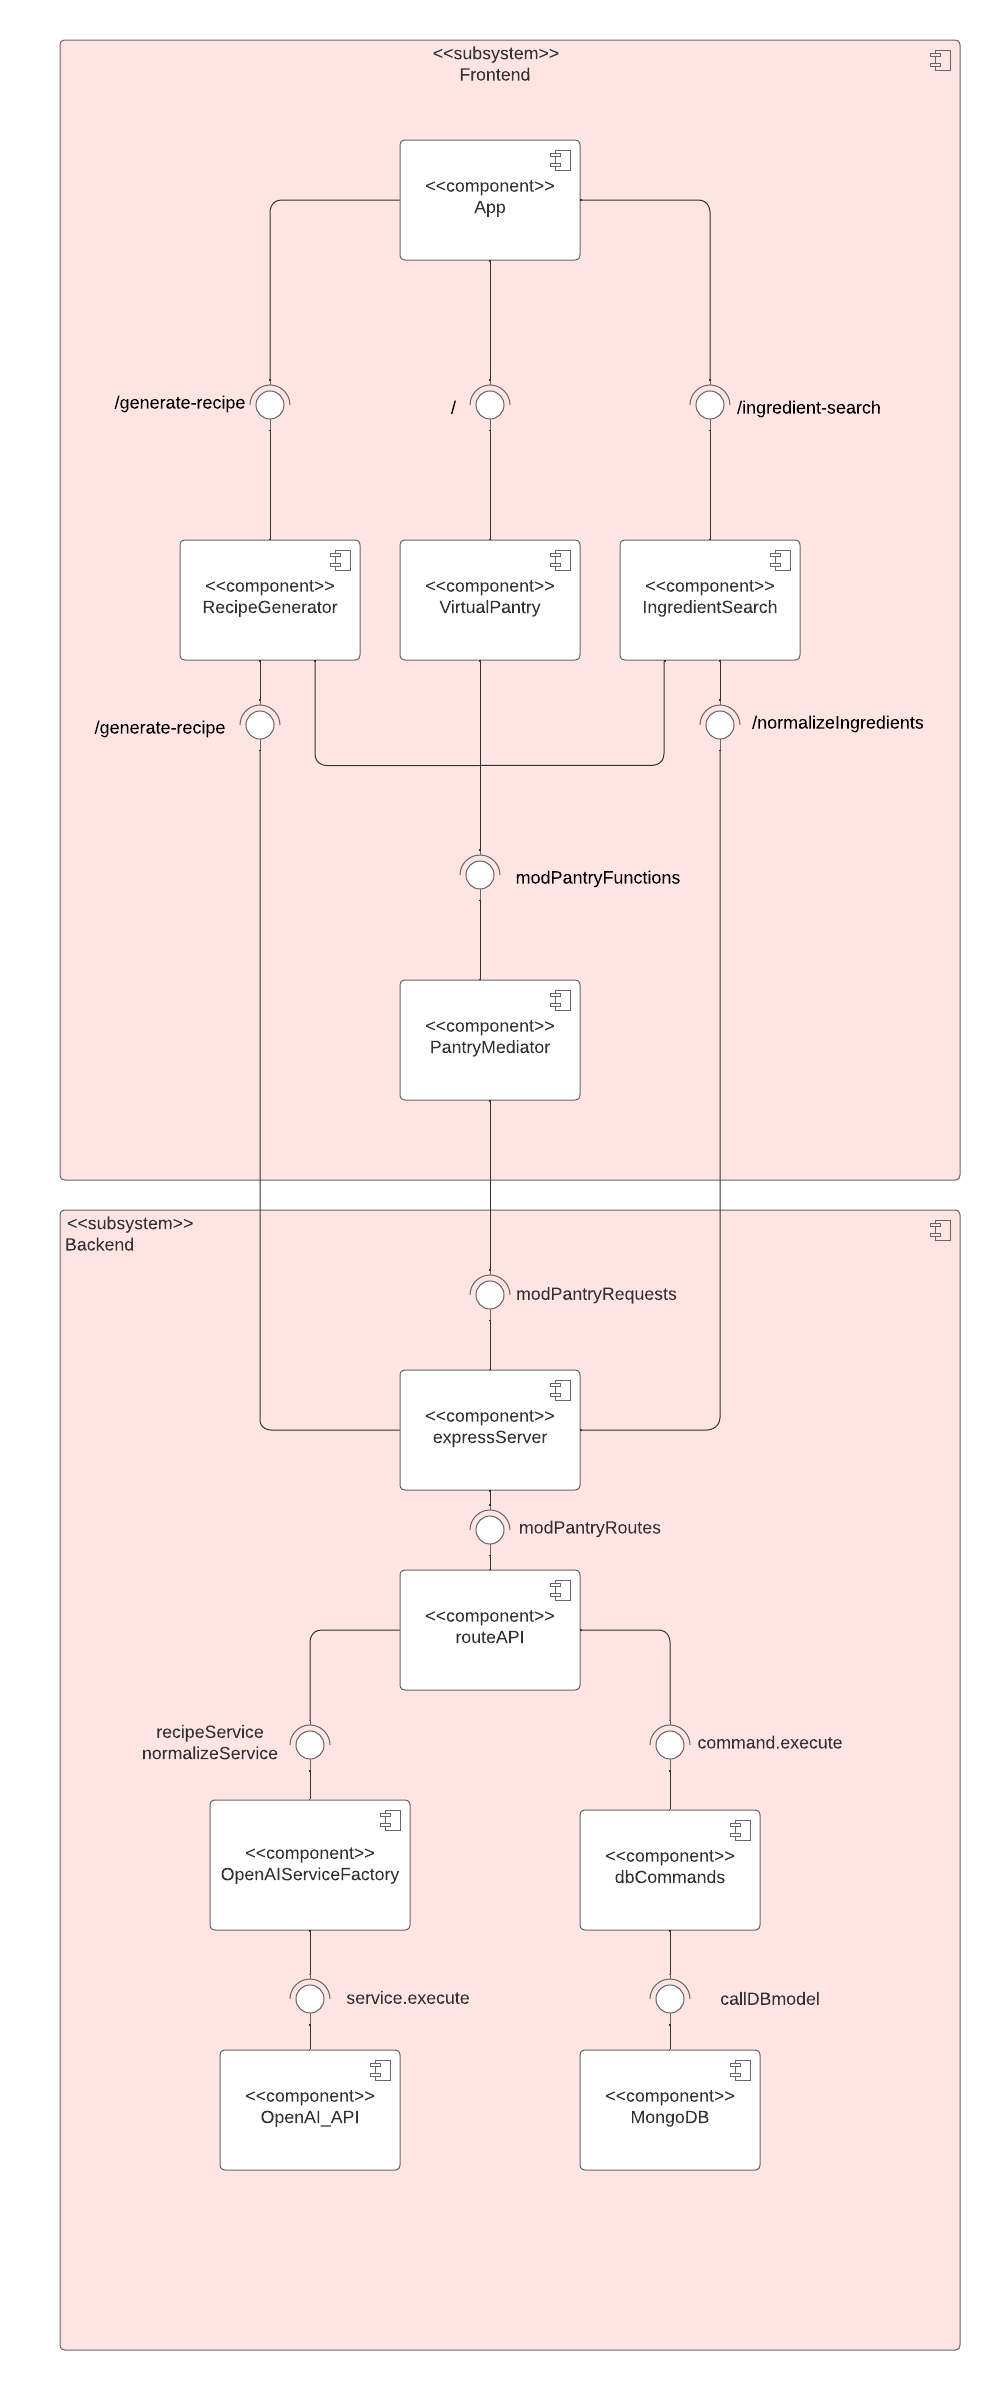 <<subsystem>>
Frontend
<<component>>
App
/generate-recipe
/
/ingredient-search
<<component>>
RecipeGenerator
<<component>>
VirtualPantry
<<component>>
IngredientSearch
/generate-recipe
/normalizeIngredients
modPantryFunctions
<<component>>
PantryMediator
<<subsystem>>
Backend
modPantryRequests
<<component>>
expressServer
modPantryRoutes
<<component>>
routeAPI
recipeService
normalizeService
command.execute
<<component>>
OpenAIServiceFactory
<<component>>
dbCommands
service.execute
callDBmodel
<<component>>
OpenAI_API
<<component>>
MongoDB